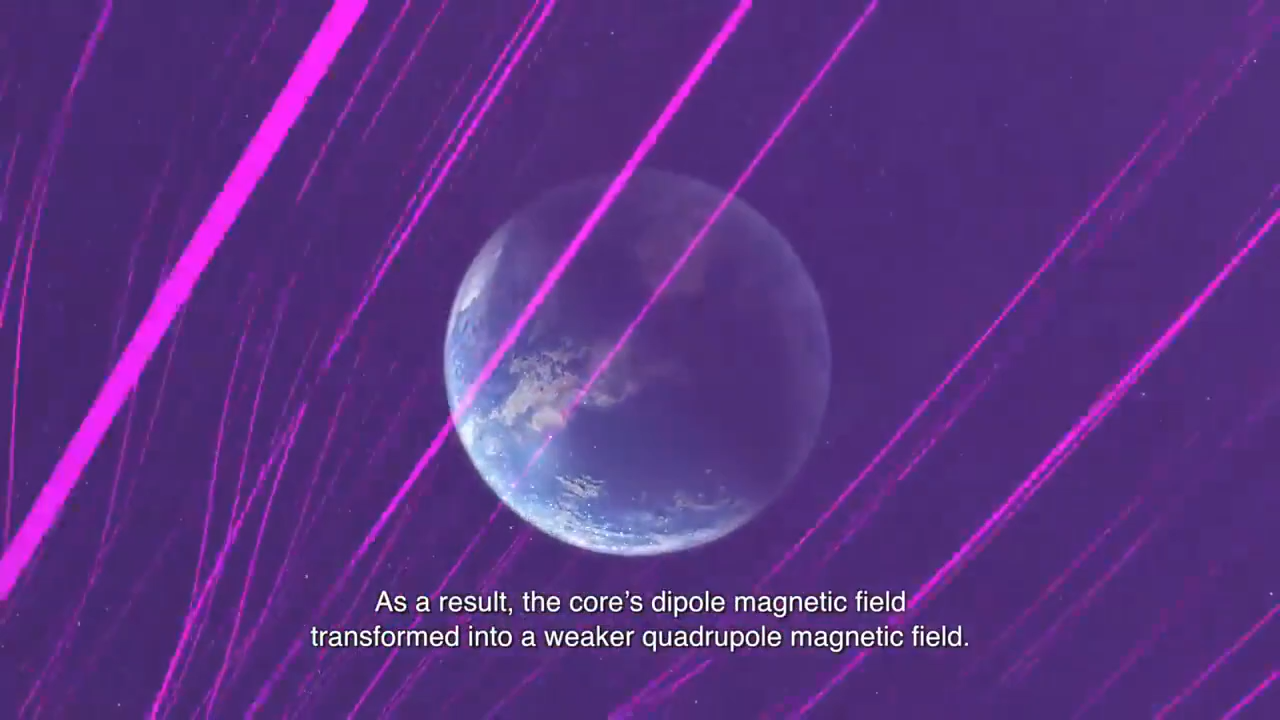 As a result, the core’s dipole magnetic field
transformed into a weaker quadrupole magnetic field.